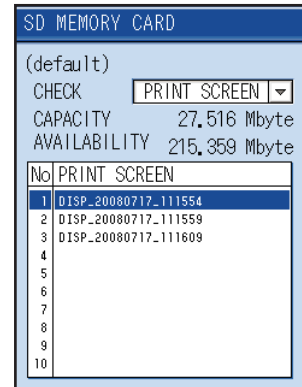 SD MEMORY CARD
(default)
CHECK PRINT SCREEN
CAPACITY 27.516 Mbyte
AVAILABILITY 215.359 Mbyte
No PRINT SCREEN
1 DISP_20080717_111554
2 DISP_20080717_111559
3 DISP_20080717_111609
4
5
6
7
8
9
10